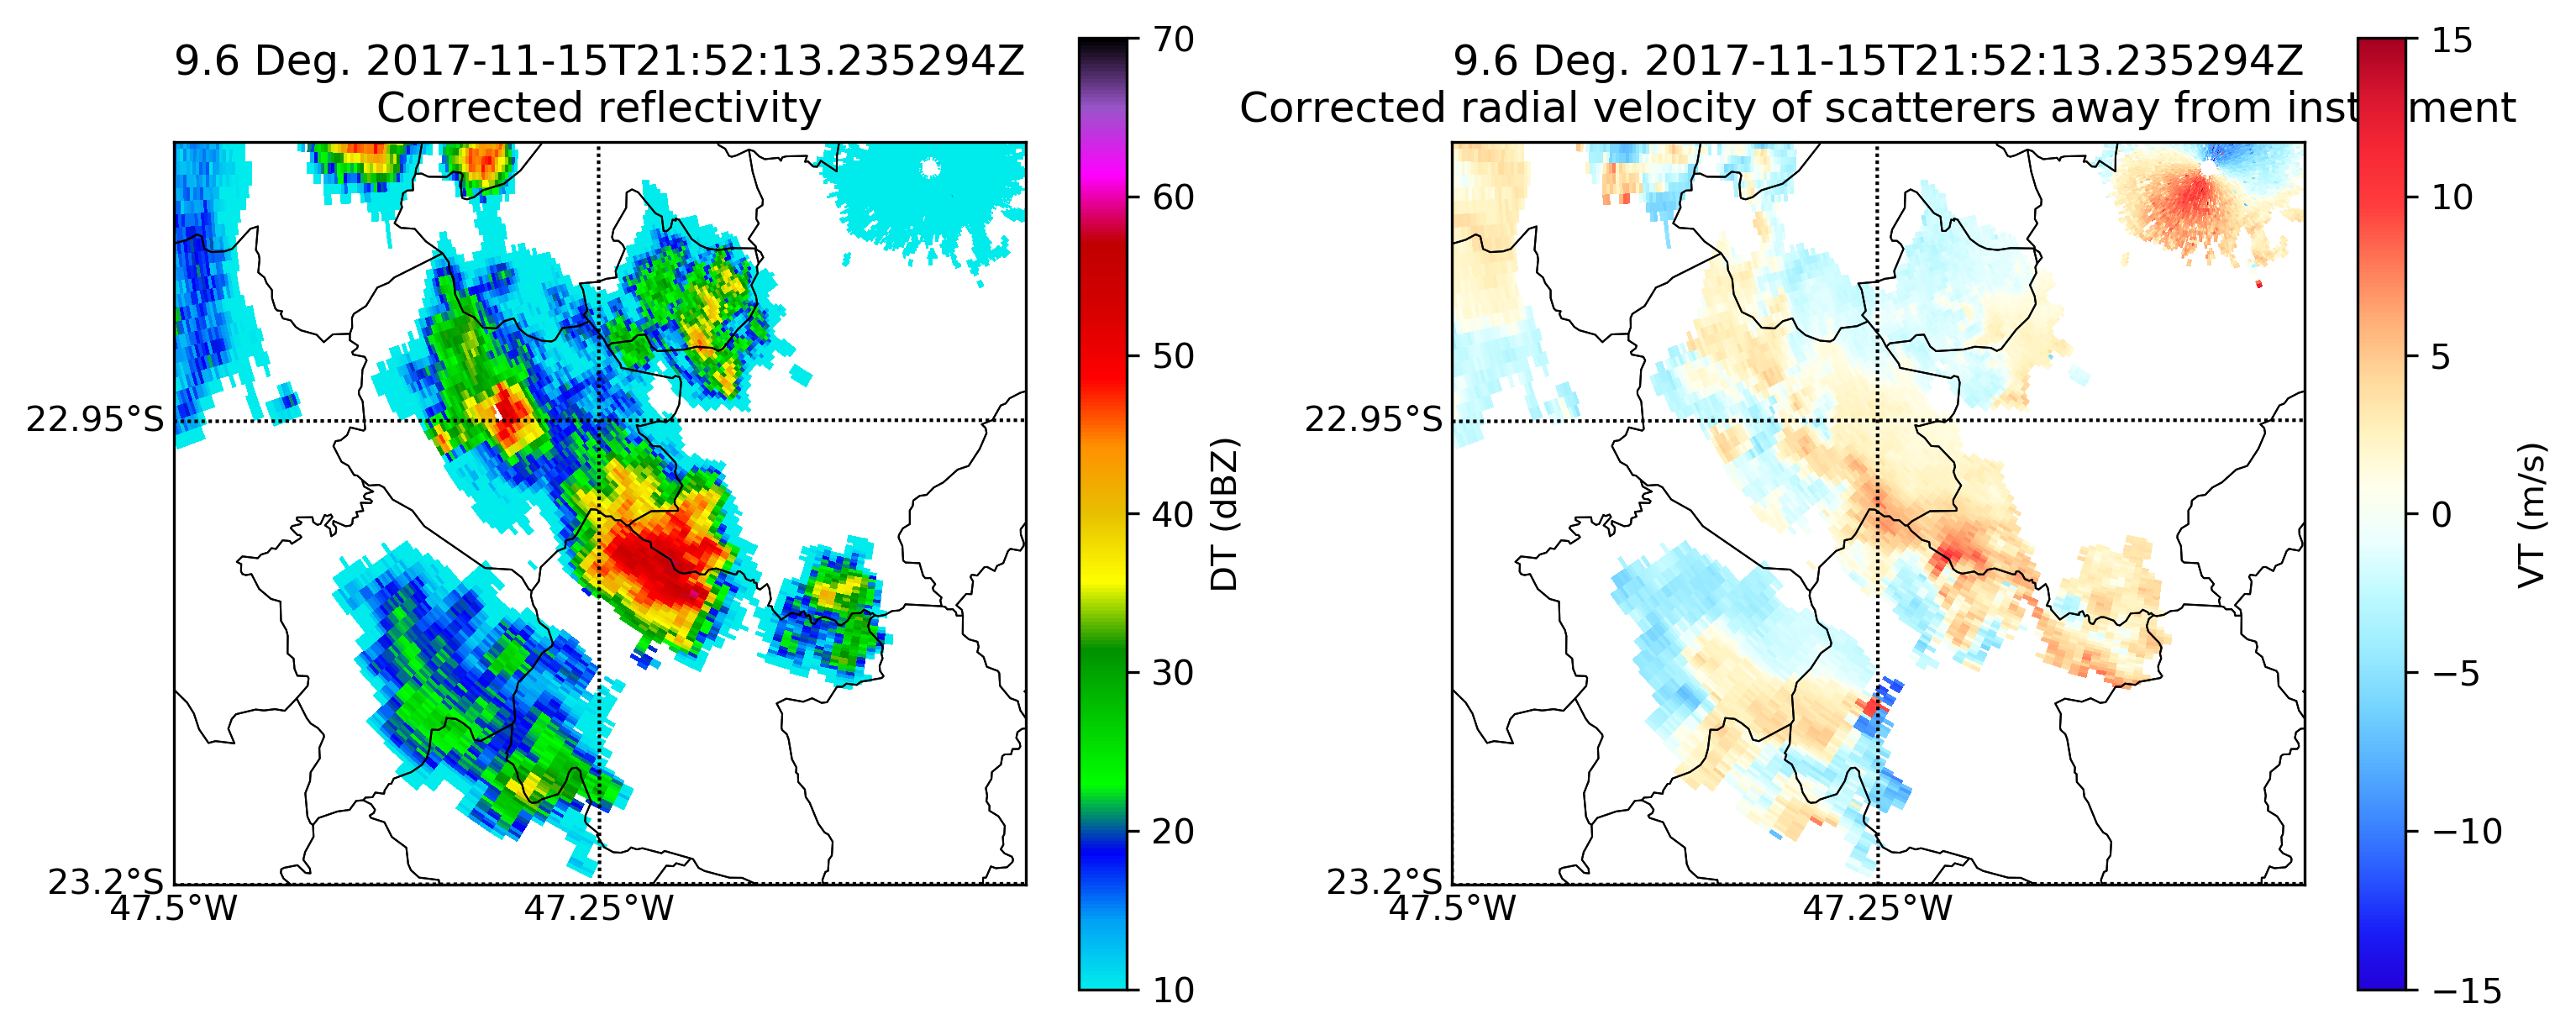 9.6 Deg. 2017-11-15T21:52:13.235294Z
Corrected reflectivity
22.95°S
23.2°S
47.5°W
47.25°W
70
60
50
40
30
20
10
DT (dBZ)
9.6 Deg. 2017-11-15T21:52:13.235294Z
Corrected radial velocity of scatterers away from inst ment
22.95°S
23.2°S
47.5°W
47.25°W
15
10
5
0
−5
−10
−15
VT (m/s)